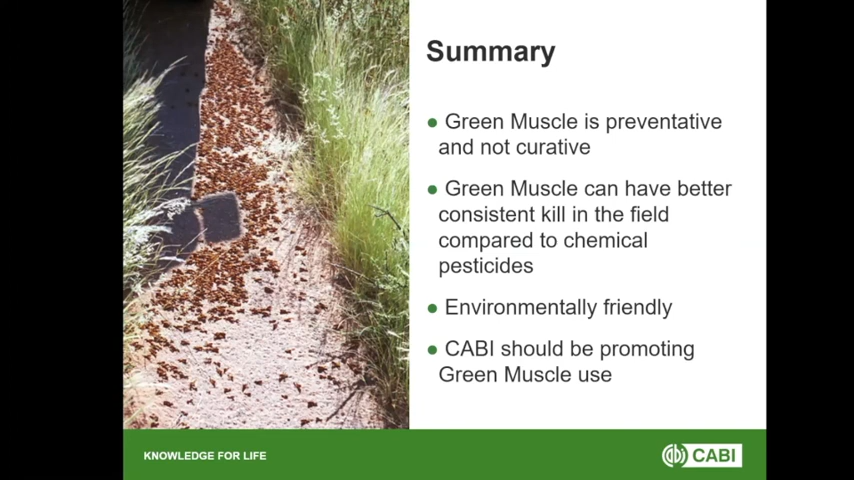 Summary
● Green Muscle is preventative
and not curative
● Green Muscle can have better
consistent kill in the field
compared to chemical
pesticides
● Environmentally friendly
● CABI should be promoting
Green Muscle use
KNOWLEDGE FOR LIFE
CABI